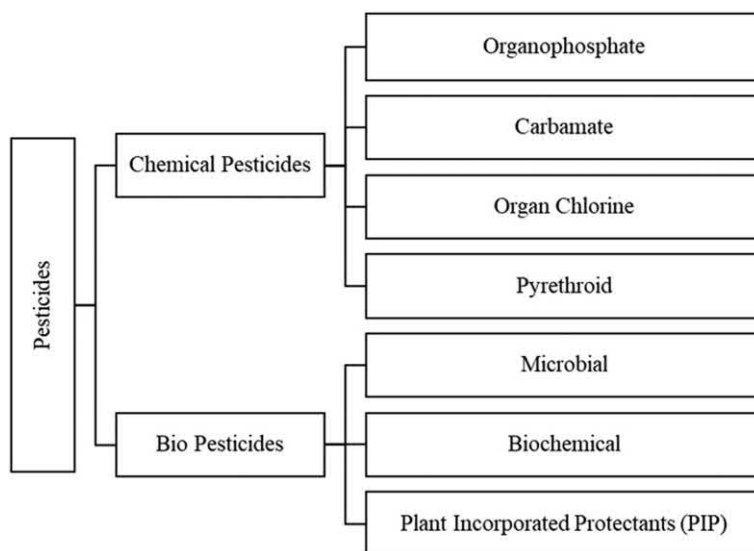 Pesticides
Chemical Pesticides
Organophosphate
Carbamate
Organ Chlorine
Pyrethroid
Bio Pesticides
Microbial
Biochemical
Plant Incorporated Protectants (PIP)